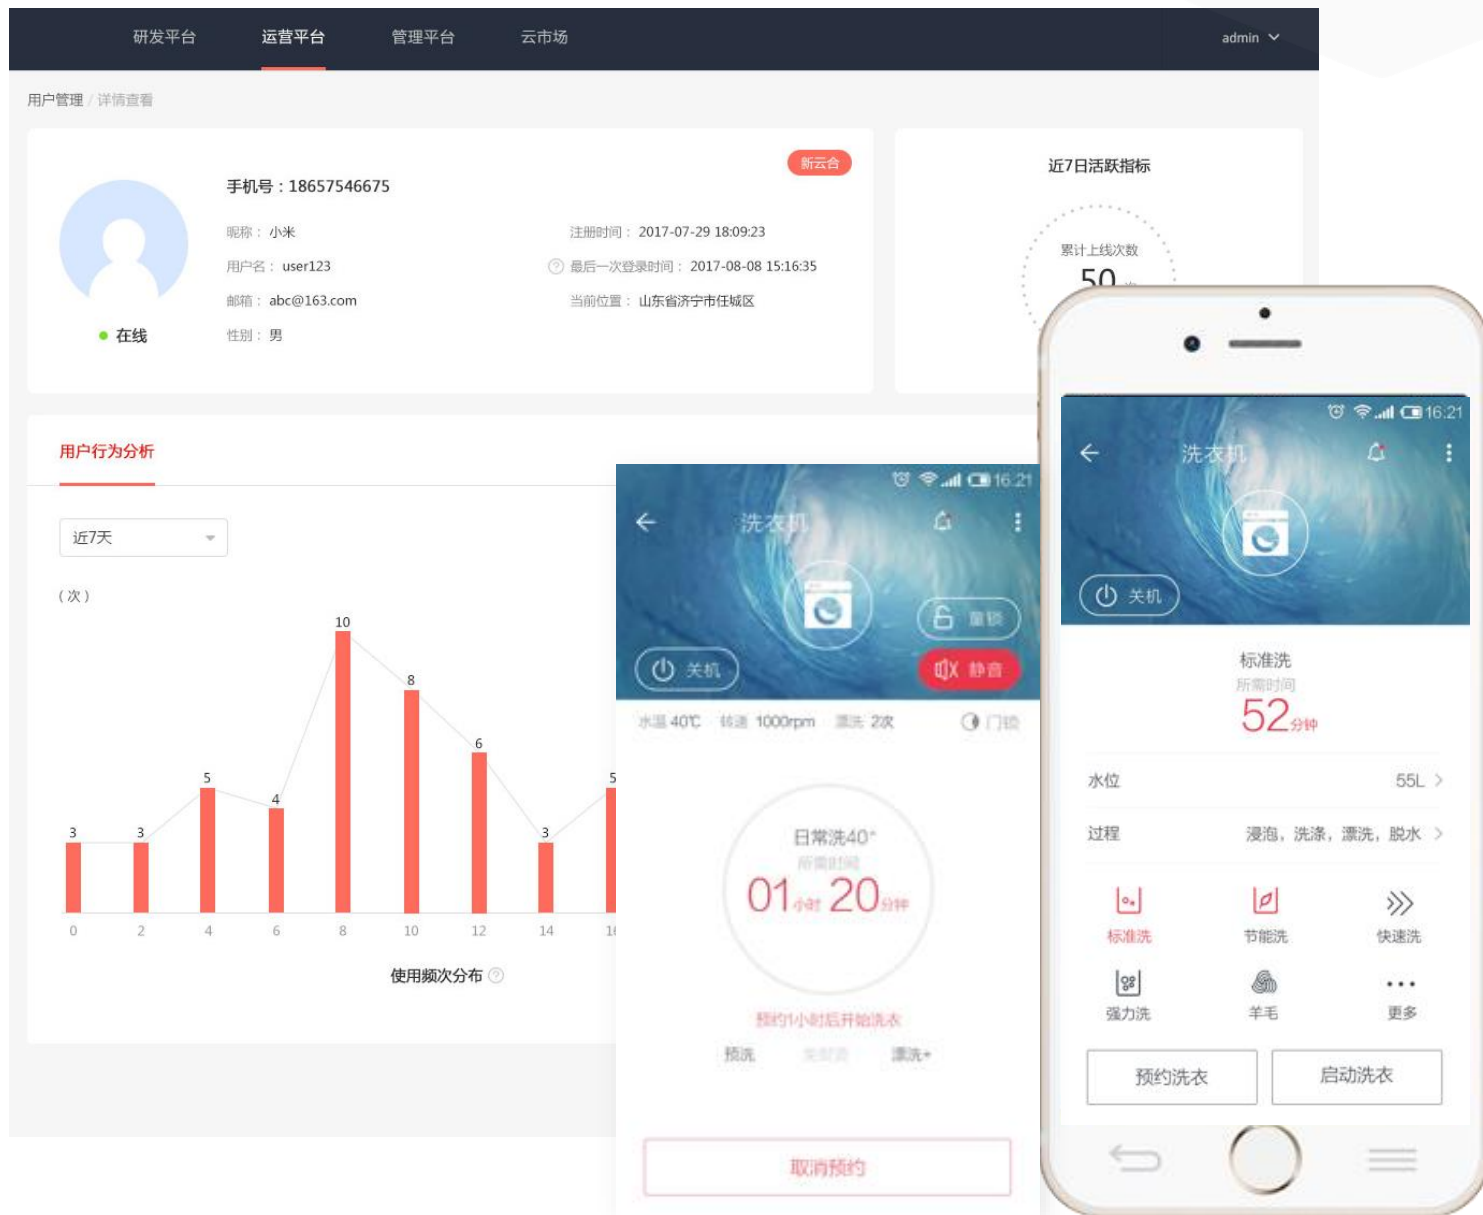 研发平台 运营平台 管理平台 云市场 admin
用户管理 / 详情查看
新云合
手机号：18657546675
昵称： 小米 注册时间： 2017-07-29 18:09:23
用户名： user123 ? 最后一次登录时间： 2017-08-08 15:16:35
邮箱： abc@163.com 当前位置： 山东省济宁市任城区
在线 性别： 男
近7日活跃指标
累计上线次数
50
用户行为分析
近7天
（次）
10
8
6
5 5
4
3 3 3
0 2 4 6 8 10 12 14
使用频次分布 ?
16:21
洗衣机
童锁
关机 静音
水温 40℃ 转速 1000rpm 漂洗 2次 门锁
日常洗40°
所需时间
01小时20分钟
预约1小时后开始洗衣
预洗 漂洗+
取消预约
16:21
洗衣机
关机
标准洗
所需时间
52分钟
水位 55L
过程 浸泡，洗涤，漂洗，脱水
标准洗 节能洗 快速洗
强力洗 羊毛 更多
预约洗衣 启动洗衣